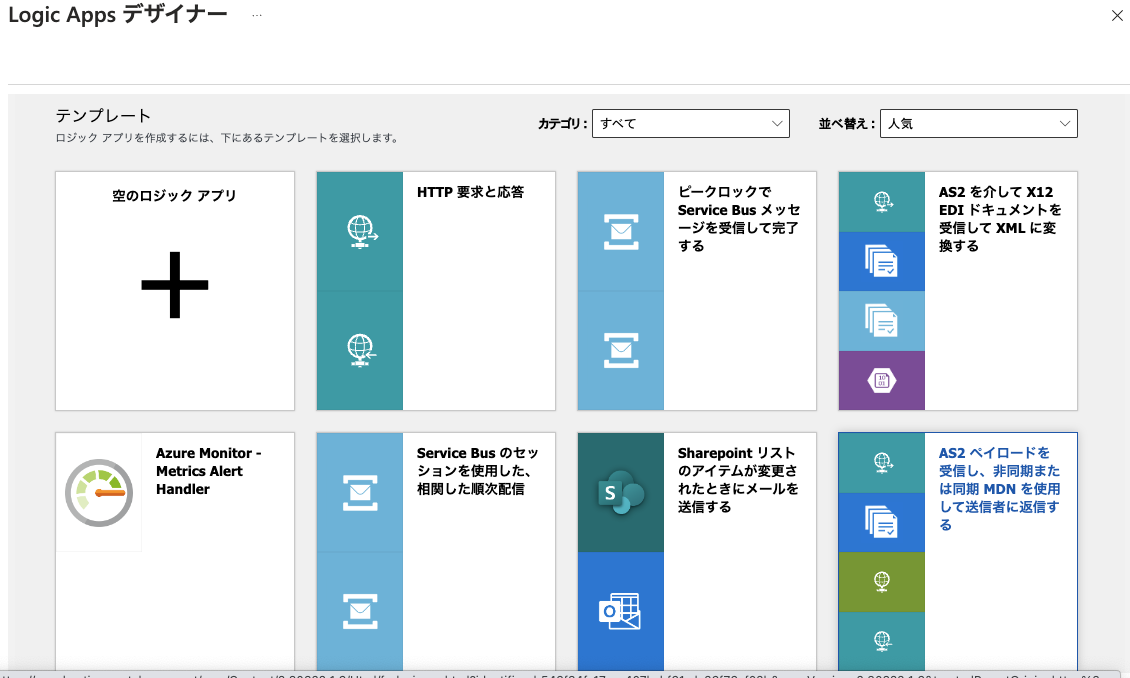 Logic Apps デザイナー
…
テンプレート
ロジック アプリを作成するには、下にあるテンプレートを選択します。
カテゴリ:
すべて
並べ替え:
人気
空のロジック アプリ
HTTP 要求と応答
ピークロックで
Service Bus メッセ
ージを受信して完了
する
AS2 を介して X12
EDI ドキュメントを
受信して XML に変
換する
10
01
Azure Monitor -
Metrics Alert
Handler
Service Bus のセッ
ションを使用した、
相関した順次配信
S
Sharepoint リスト
のアイテムが変更さ
れたときにメールを
送信する
O
AS2 ペイロードを
受信し、非同期また
は同期 MDN を使用
して送信者に返信す
る